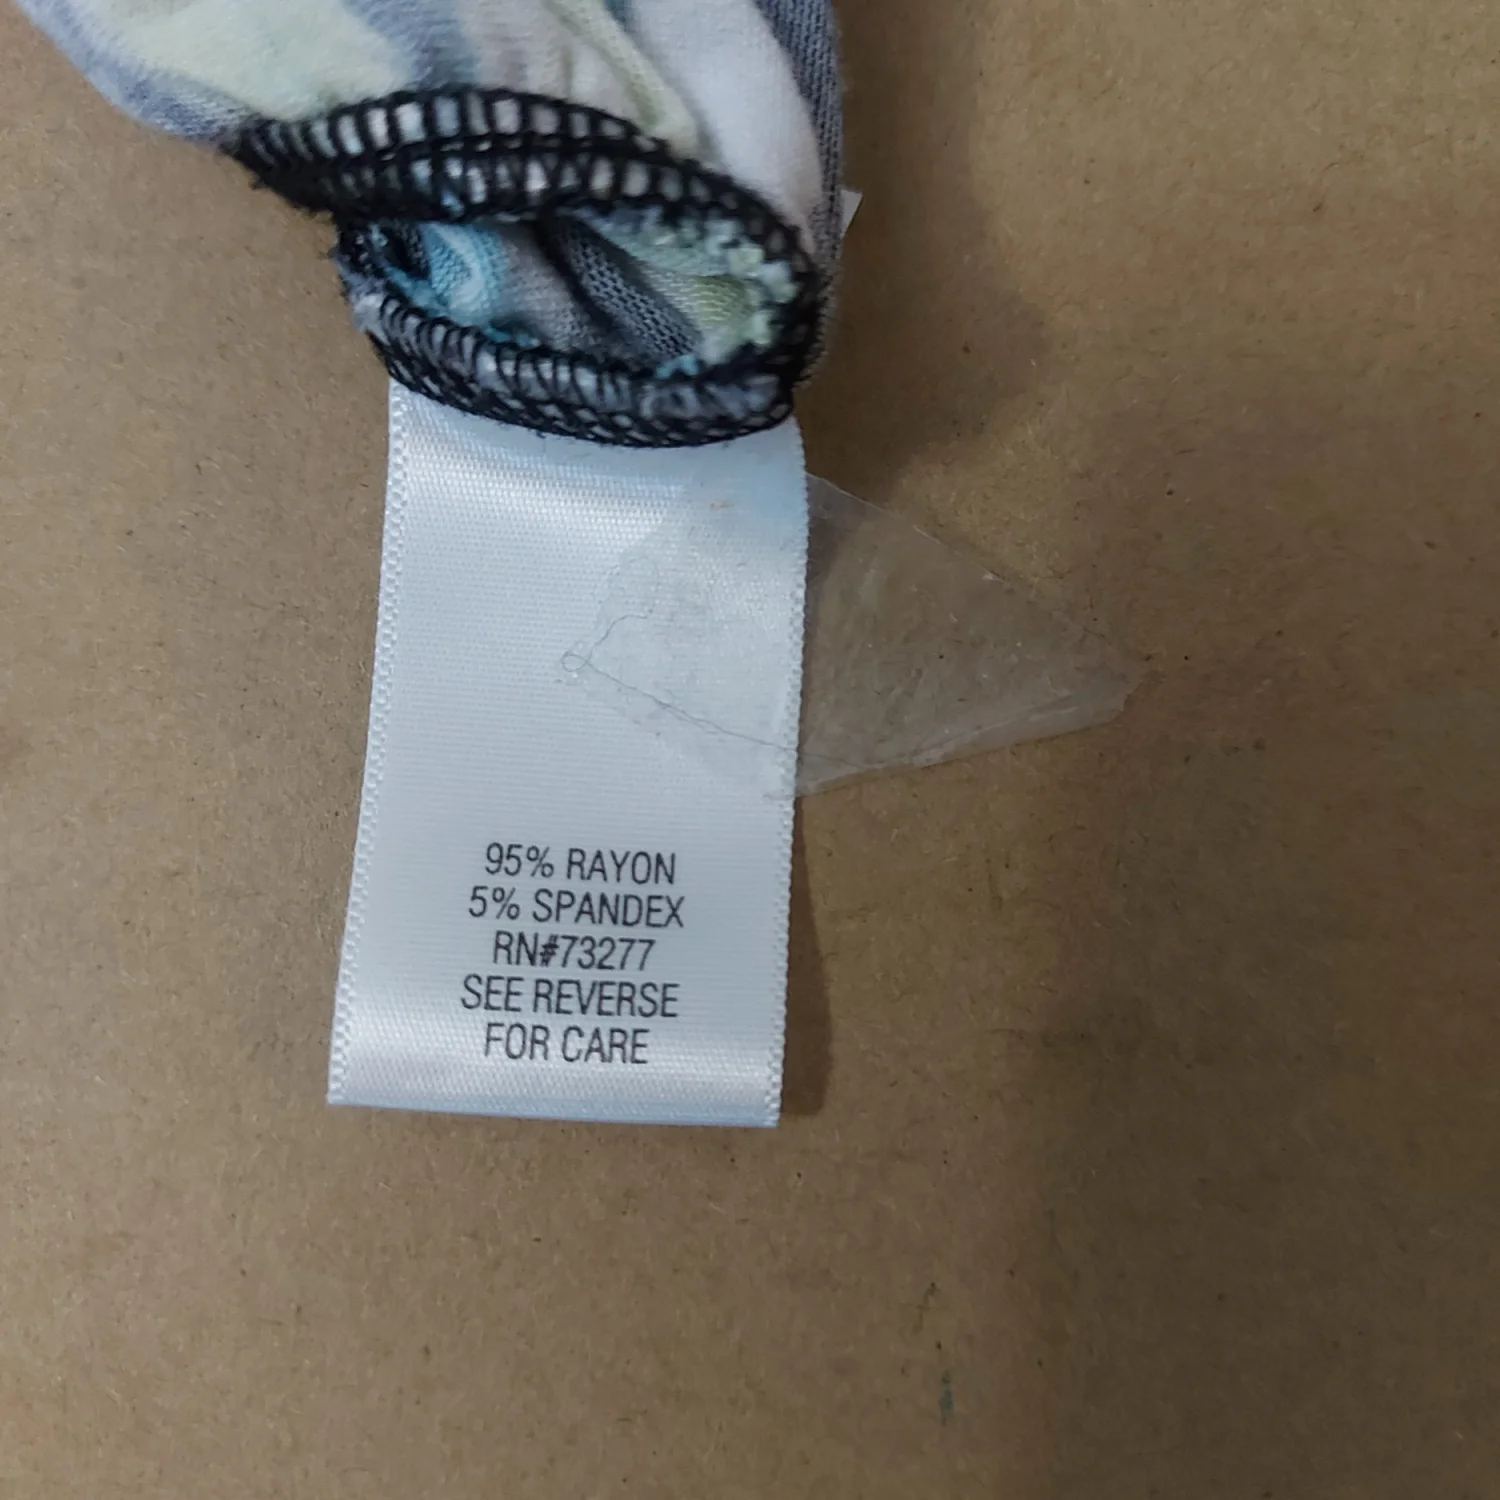 95% RAYON
5% SPANDEX
RN#73277
SEE REVERSE
FOR CARE